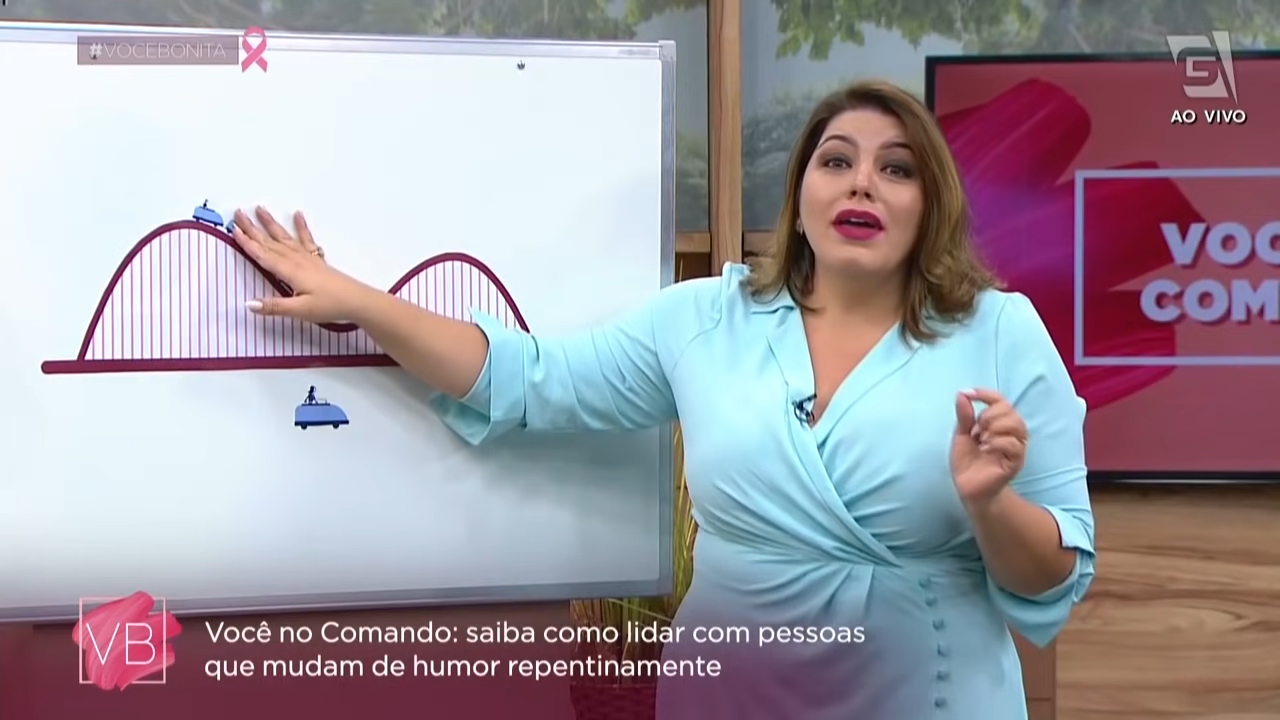 #VOCEBONITA
AO VIVO
VOC
COM
VB
Você no Comando: saiba como lidar com pessoas
que mudam de humor repentinamente